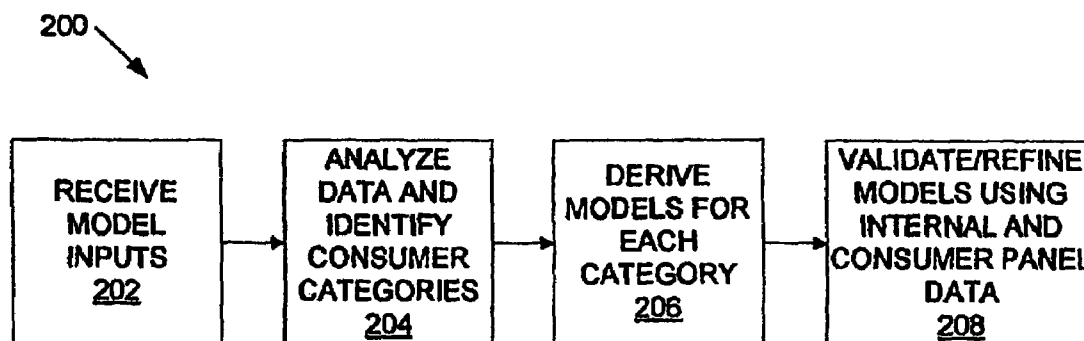 200
RECEIVE
MODEL
INPUTS
202
ANALYZE
DATA AND
IDENTIFY
CONSUMER
CATEGORIES
204
DERIVE
MODELS FOR
EACH
CATEGORY
206
VALIDATE/REFINE
MODELS USING
INTERNAL AND
CONSUMER PANEL
DATA
208